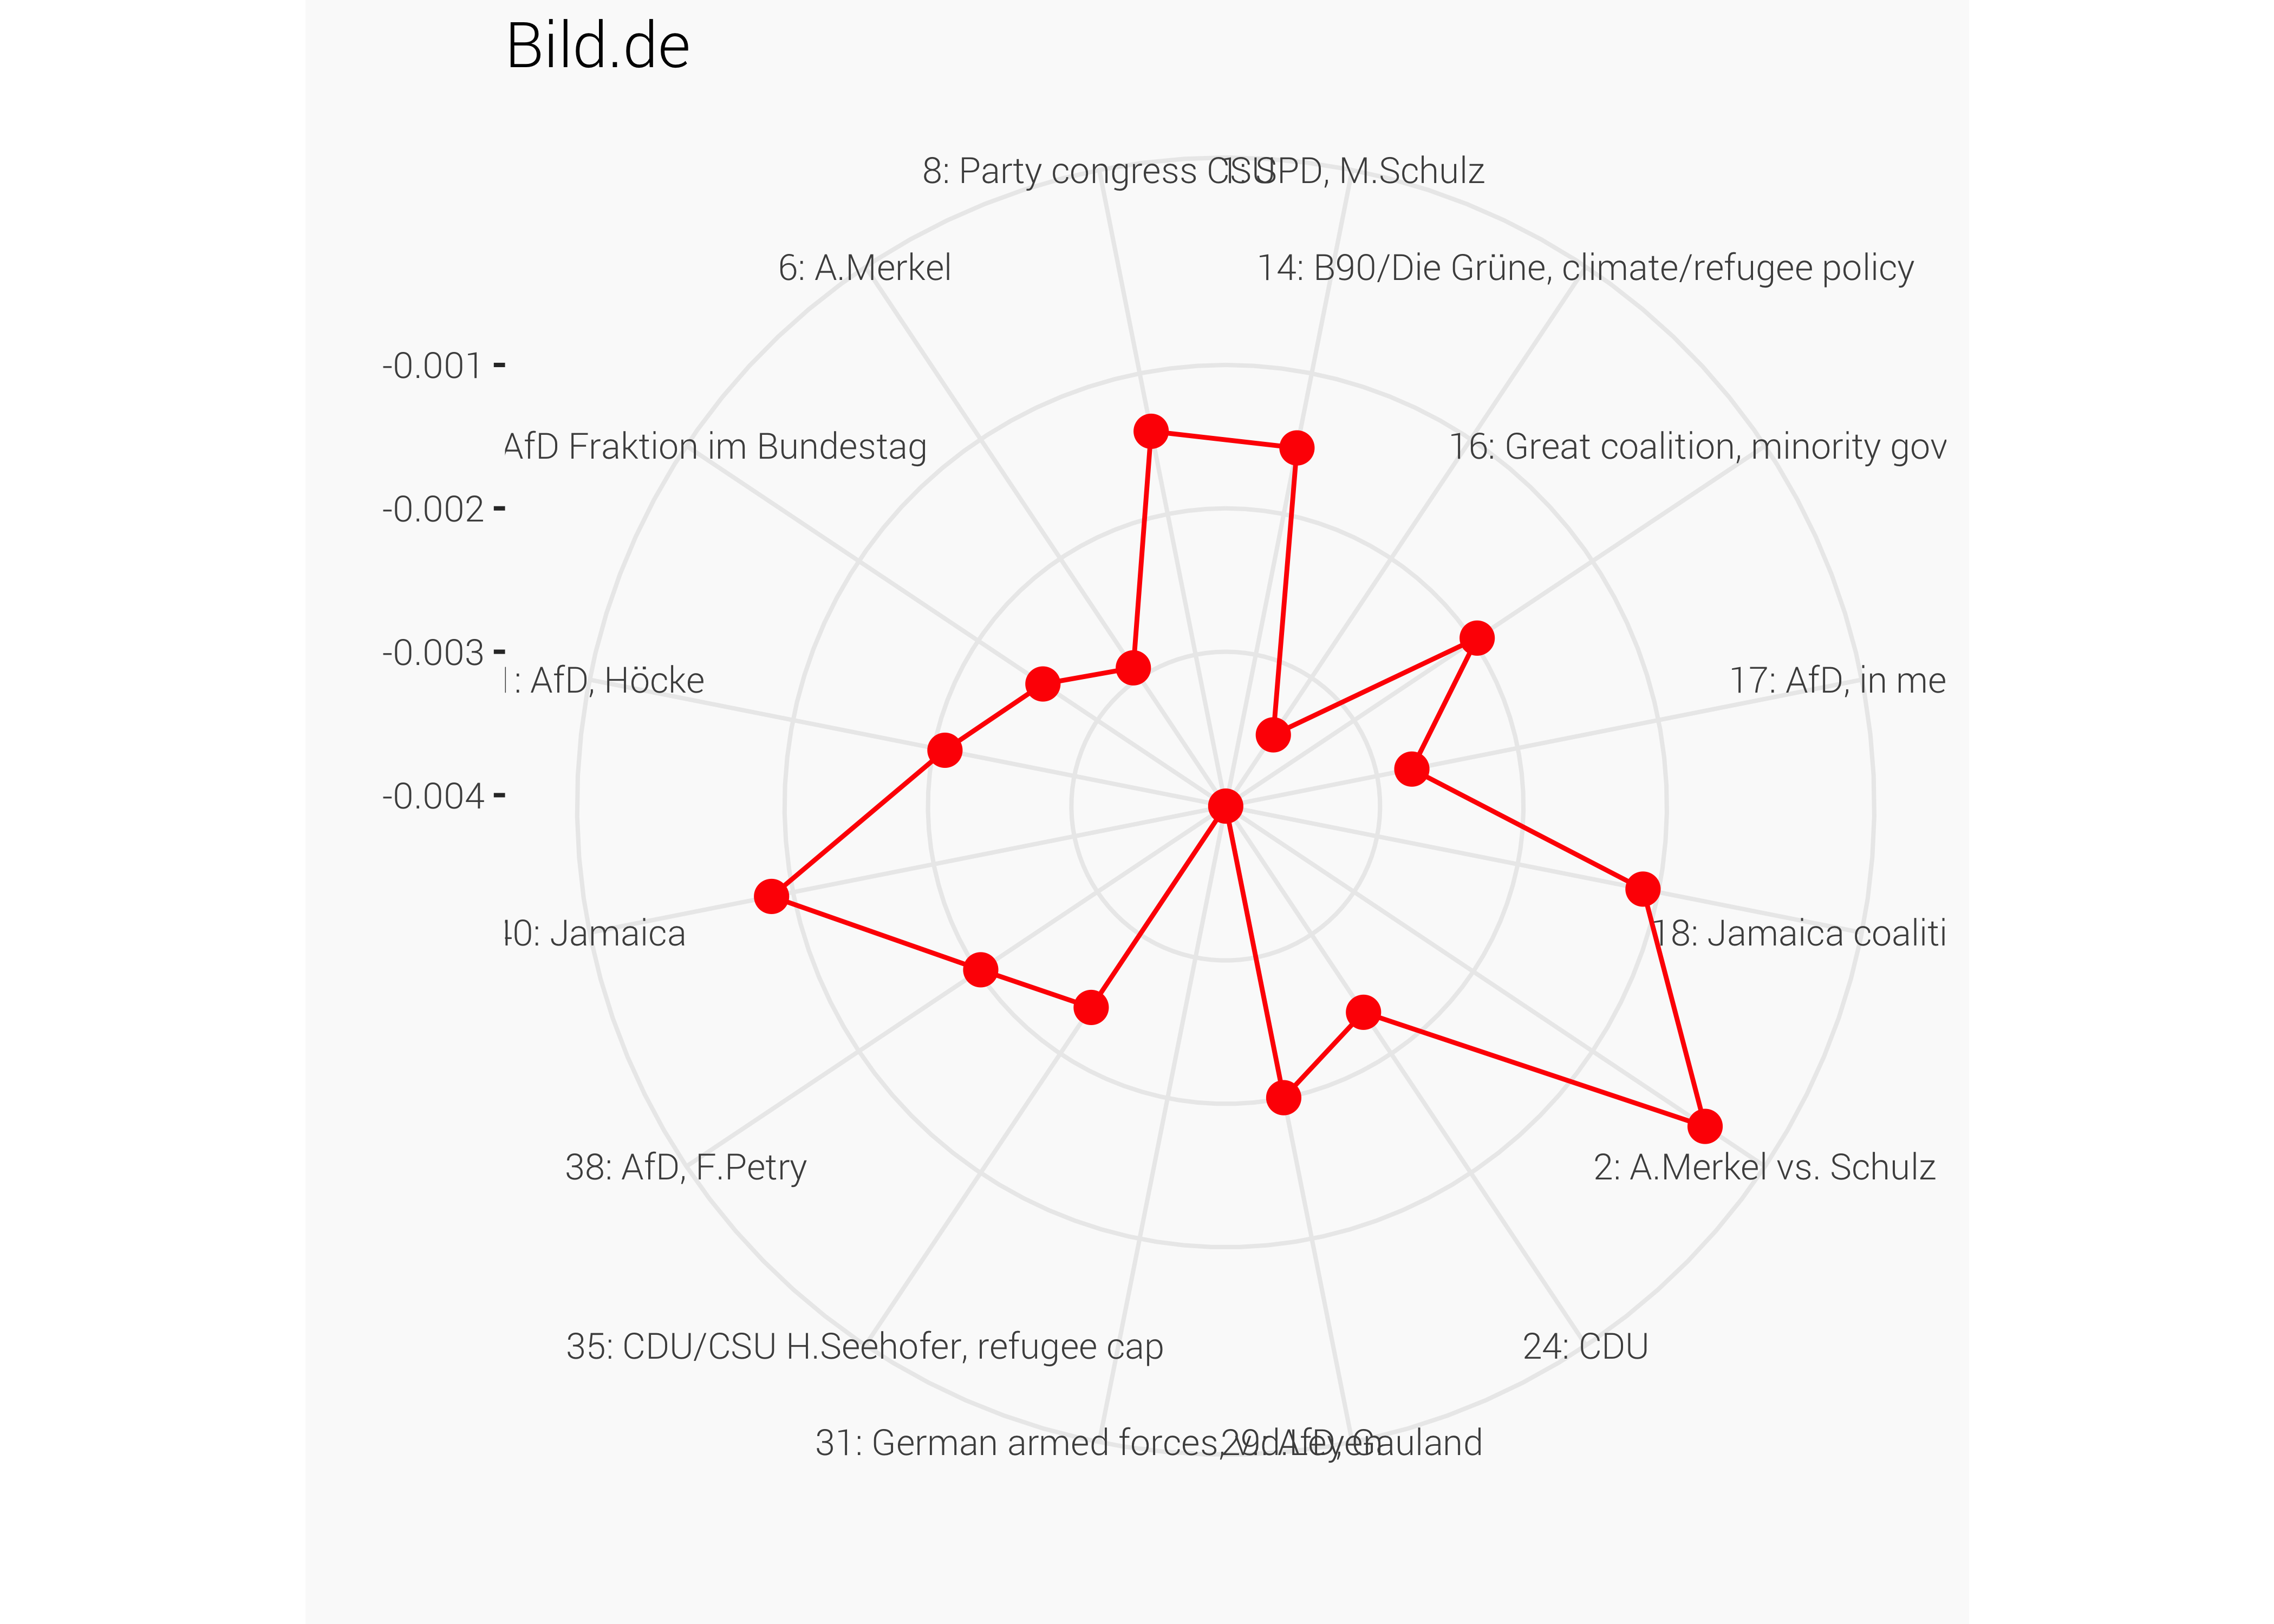 Bild.de
8: Party congress CSU
1: SPD, M.Schulz
6: A.Merkel
14: B90/Die Grüne, climate/refugee policy
-0.001
AfD Fraktion im Bundestag
16: Great coalition, minority gov
-0.002
-0.003
: AfD, Höcke
17: AfD, in me
-0.004
40: Jamaica
18: Jamaica coaliti
38: AfD, F.Petry
2: A.Merkel vs. Schulz
35: CDU/CSU H.Seehofer, refugee cap
24: CDU
31: German armed forces, v.d.Leyen
29: AfD, Gauland